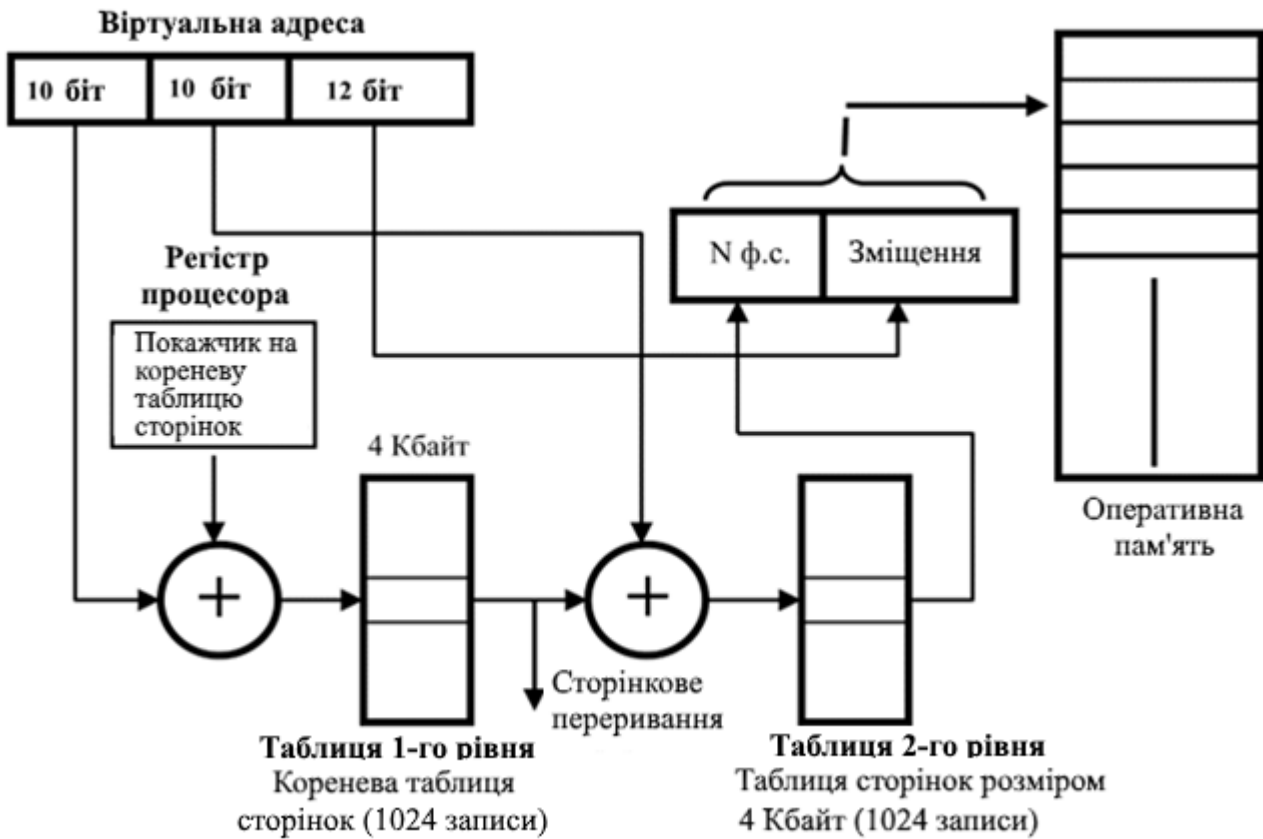 Віртуальна адреса
10 біт
10 біт
12 біт
N ф.с.
Зміщення
Регістр
процесора
Покажчик на
кореневу
таблицю
сторінок
4 Кбайт
Оперативна
пам'ять
+
+
Сторінкове
переривання
Таблиця 1-го рівня
Коренева таблиця
сторінок (1024 записи)
Таблиця 2-го рівня
Таблиця сторінок розміром
4 Кбайт (1024 записи)